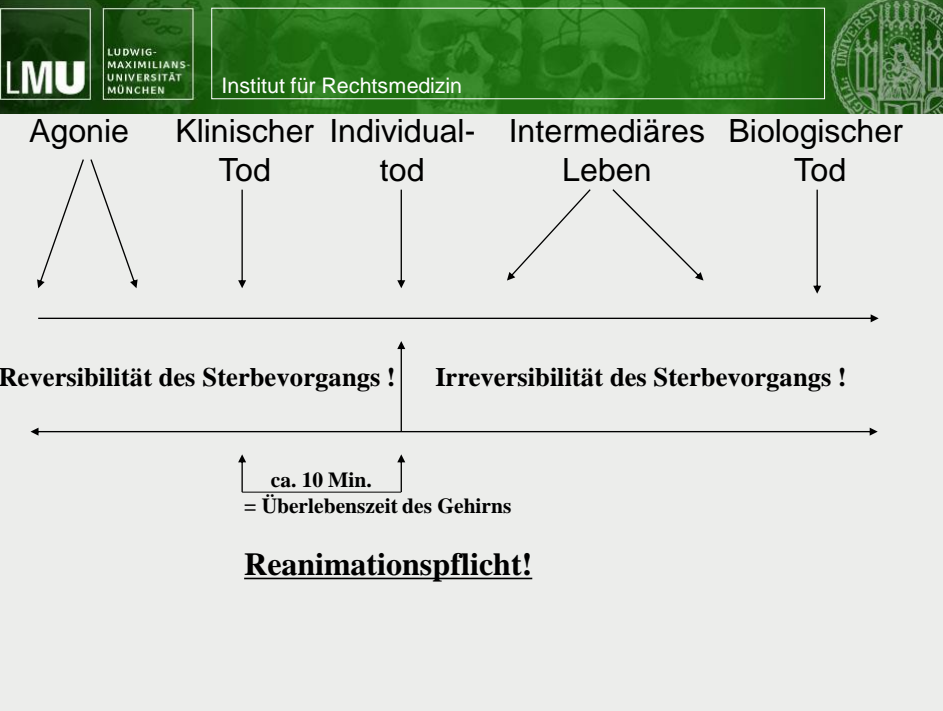 LMU
LUDWIG-
MAXIMILIANS-
UNIVERSITÄT
MÜNCHEN
Institut für Rechtsmedizin
Agonie Klinischer Individual- Intermediäres Biologischer
Tod tod Leben Tod
Reversibilität des Sterbevorgangs ! Irreversibilität des Sterbevorgangs !
ca. 10 Min.
= Überlebenszeit des Gehirns
Reanimationspflicht!